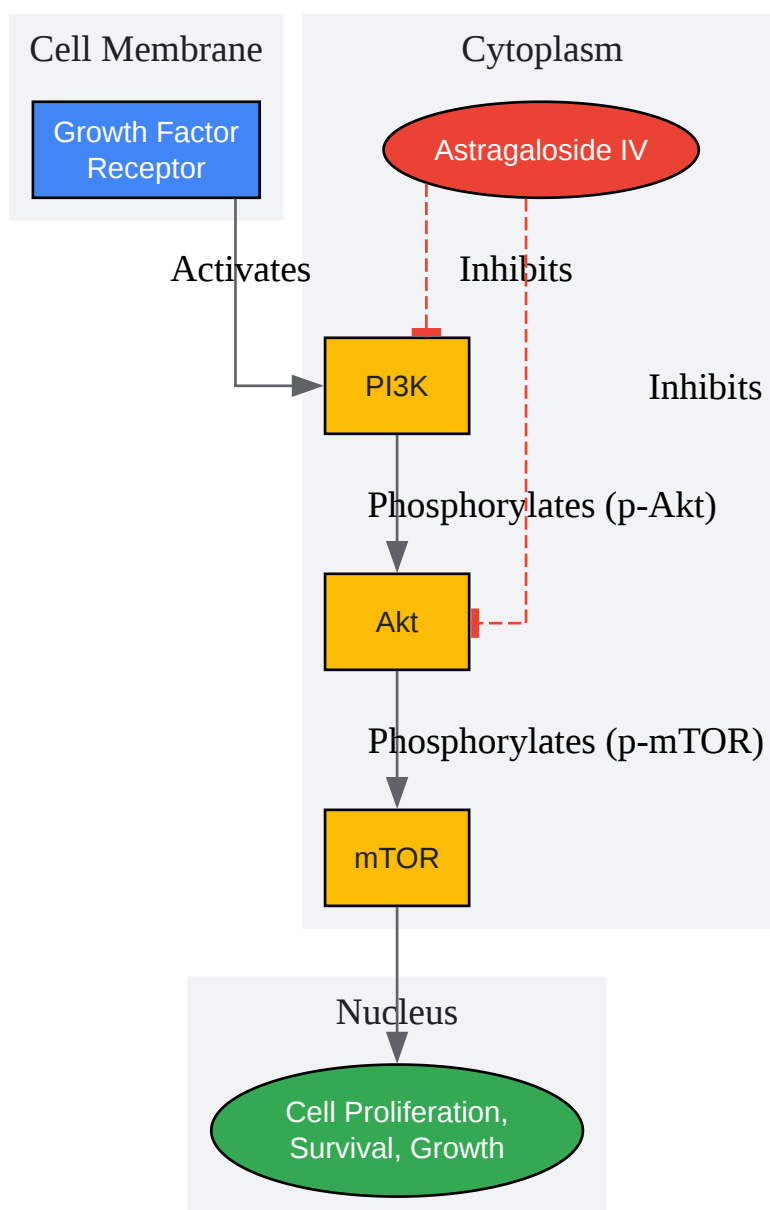 Cell Membrane
Cytoplasm
Growth Factor
Receptor
Astragaloside IV
Activates
Inhibits
PI3K
Inhibits
Phosphorylates (p-Akt)
Akt
Phosphorylates (p-mTOR)
mTOR
Nucleus
Cell Proliferation,
Survival, Growth